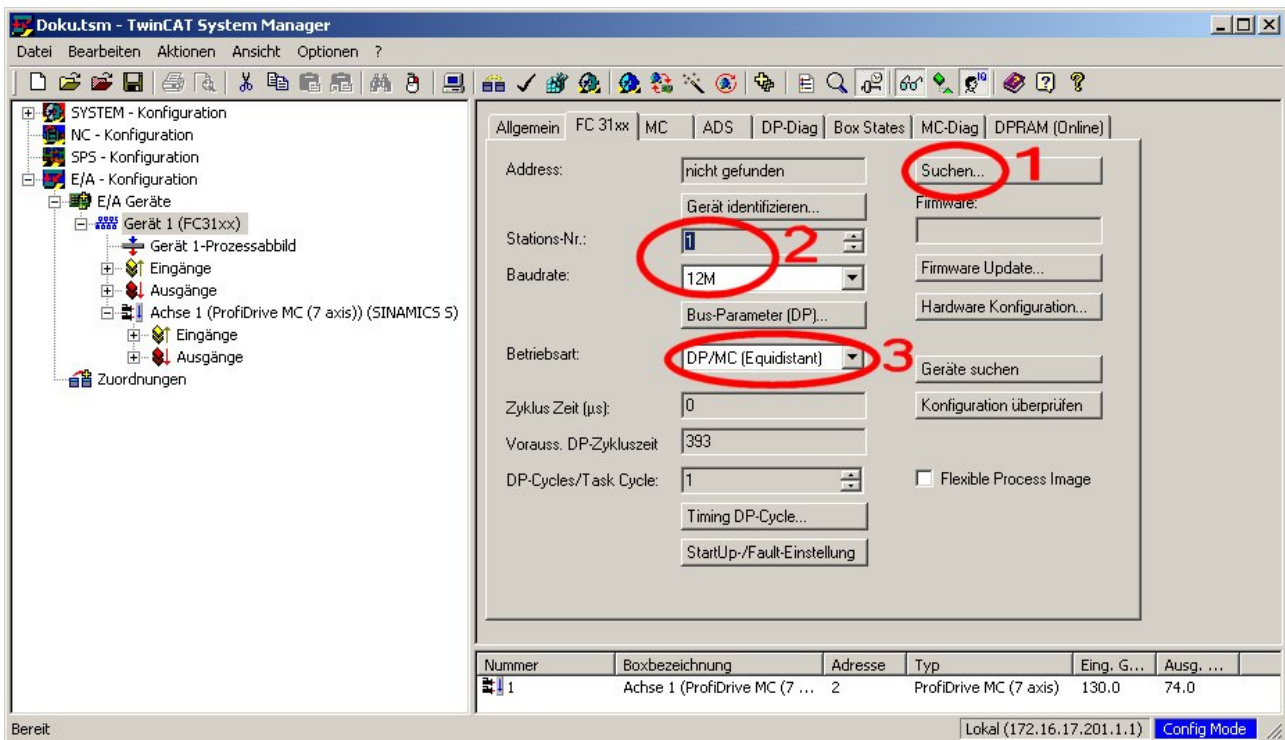 Doku.tsm - TwinCAT System Manager
Datei Bearbeiten Aktionen Ansicht Optionen ?
SYSTEM - Konfiguration
NC - Konfiguration
SPS - Konfiguration
E/A - Konfiguration
E/A Geräte
Gerät 1 (FC31xx)
Gerät 1-Prozessabbild
Eingänge
Ausgänge
Achse 1 (ProfiDrive MC (7 axis)) (SINAMICS S)
Eingänge
Ausgänge
Zuordnungen
Allgemein FC 31xx MC ADS DP-Diag Box States MC-Diag DPRAM (Online)
Address: nicht gefunden Suchen... 1
Gerät identifizieren... Firmware:
Stations-Nr.: 1 2
Baudrate: 12M Firmware Update...
Bus-Parameter (DP)... Hardware Konfiguration...
Betriebsart: DP/MC (Equidistant) 3 Geräte suchen
Zyklus Zeit (µs): 0 Konfiguration überprüfen
Vorauss. DP-Zykluszeit 393
DP-Cycles/Task Cycle: 1 Flexible Process Image
Timing DP-Cycle...
StartUp-/Fault-Einstellung
Nummer Boxbezeichnung Adresse Typ Eing. G... Ausg. ...
1 Achse 1 (ProfiDrive MC (7 ... 2 ProfiDrive MC (7 axis) 130.0 74.0
Bereit Lokal (172.16.17.201.1.1) Config Mode